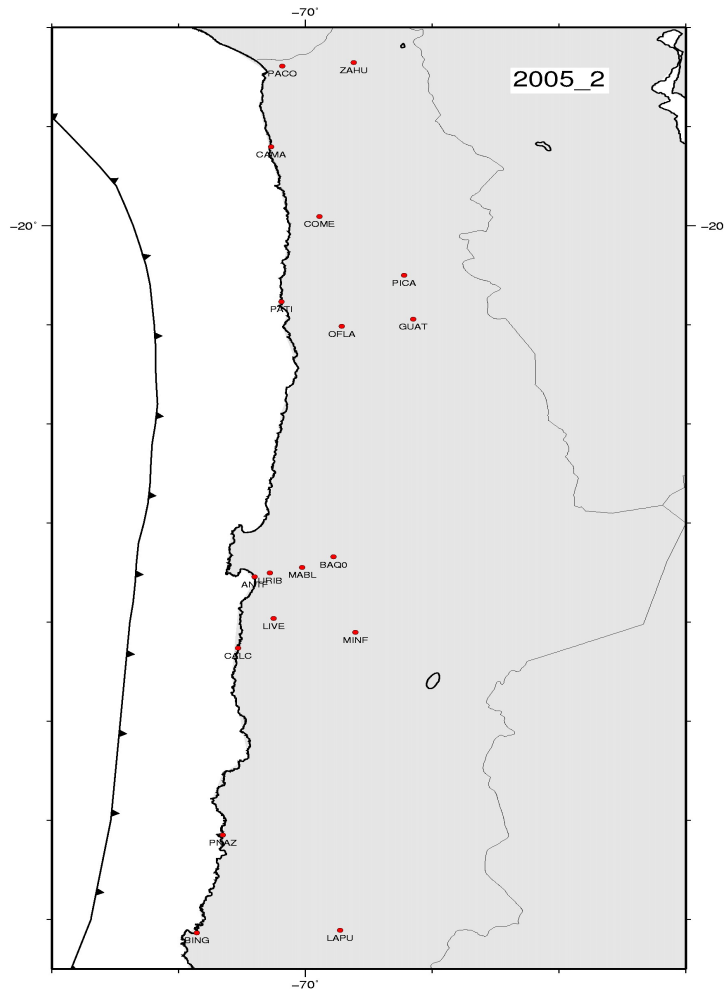 -70°
PACO
ZAHU
2005_2
CAMA
-20°
COME
-20
PICA
PATI
OFLA
GUAT
BAQ0
MABL
URIB
ANTF
LIVE
MINF
CALC
PNAZ
BING
LAPU
-70°